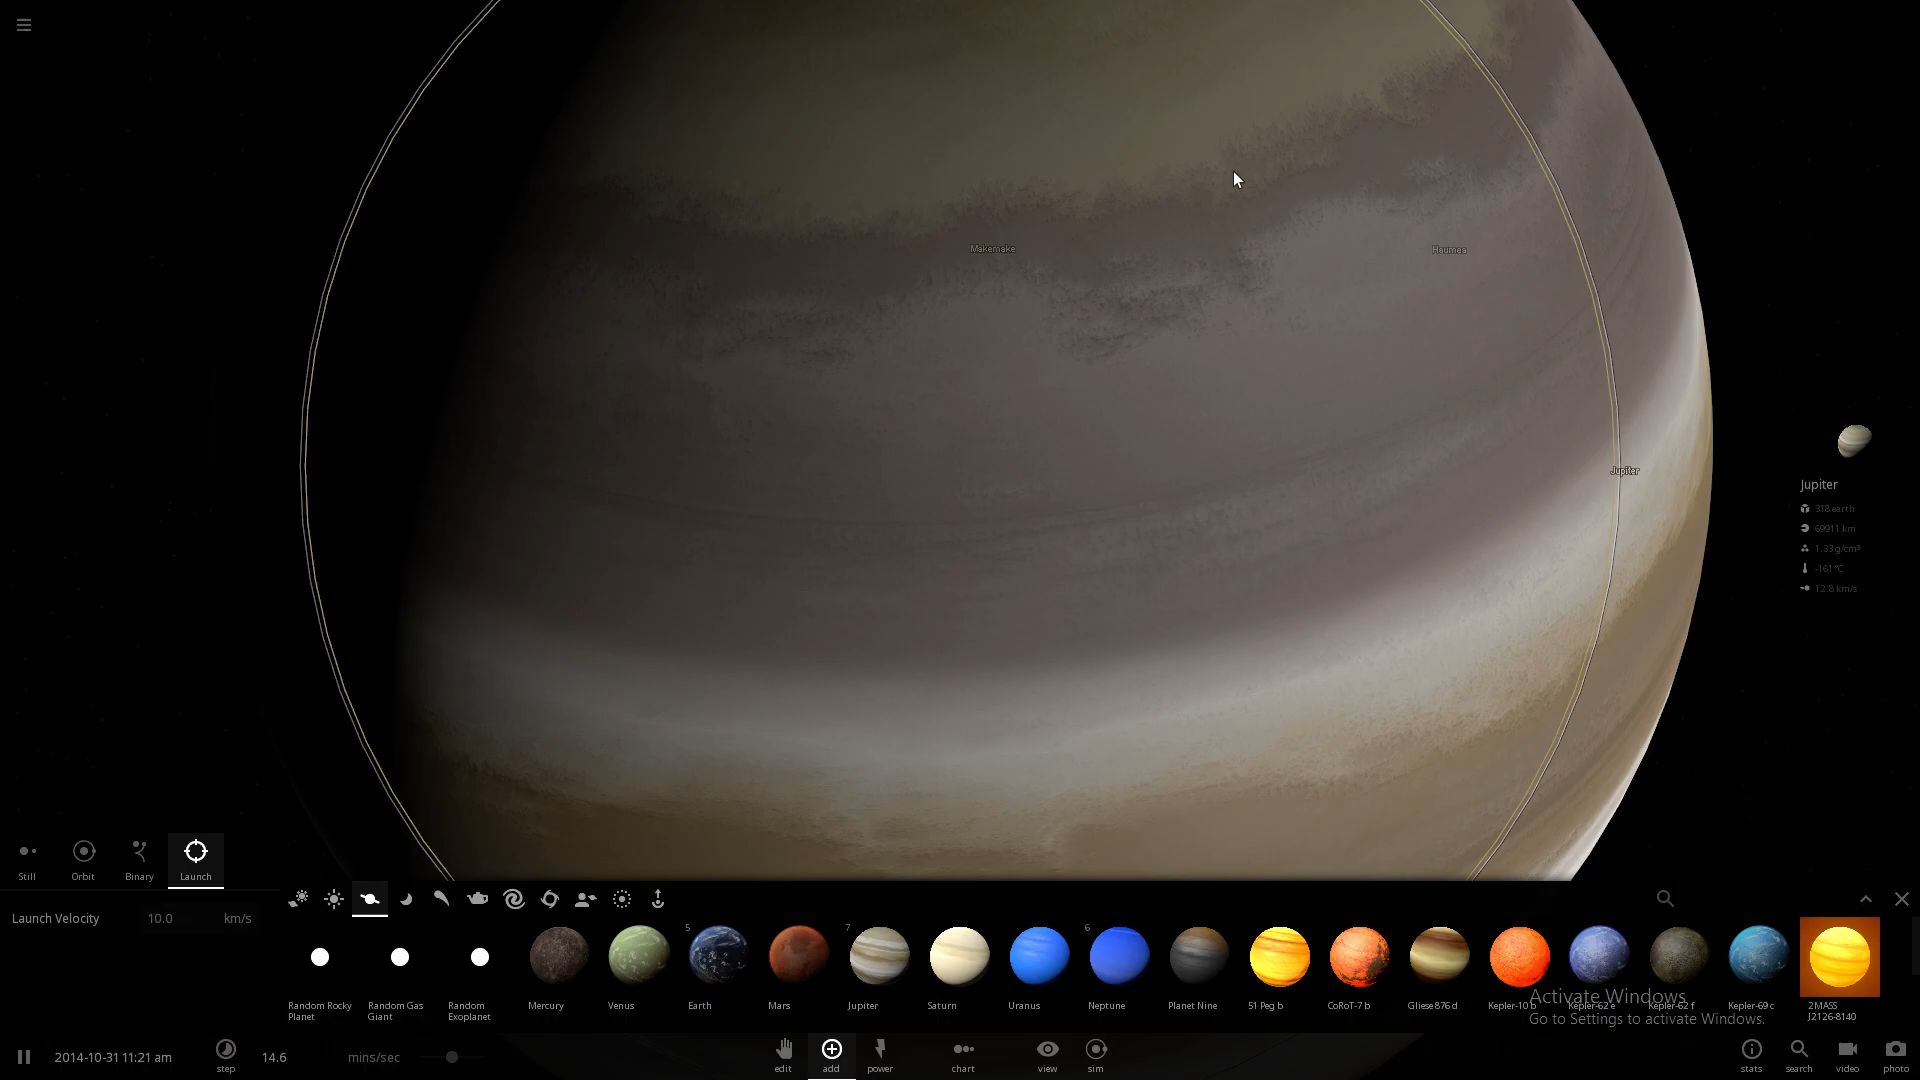 Makemake
Haumea
Jupiter
Jupiter
318 earth
69911 km
1.33 g/cm³
-161 °C
12.8 km/s
Still
Orbit
Binary
Launch
Launch Velocity 10.0 km/s
5 7 6
Random Rocky Planet
Random Gas Giant
Random Exoplanet
Mercury
Venus
Earth
Mars
Jupiter
Saturn
Uranus
Neptune
Planet Nine
51 Peg b
CoRoT-7 b
Gliese 876 d
Kepler-10 b
Kepler-62 e
Kepler-62 f
Kepler-69 c
2MASS J2126-8140
Activate Windows
Go to Settings to activate Windows.
2014-10-31 11:21 am
step
14.6 mins/sec
edit
add
power
chart
view
sim
stats
search
video
photo